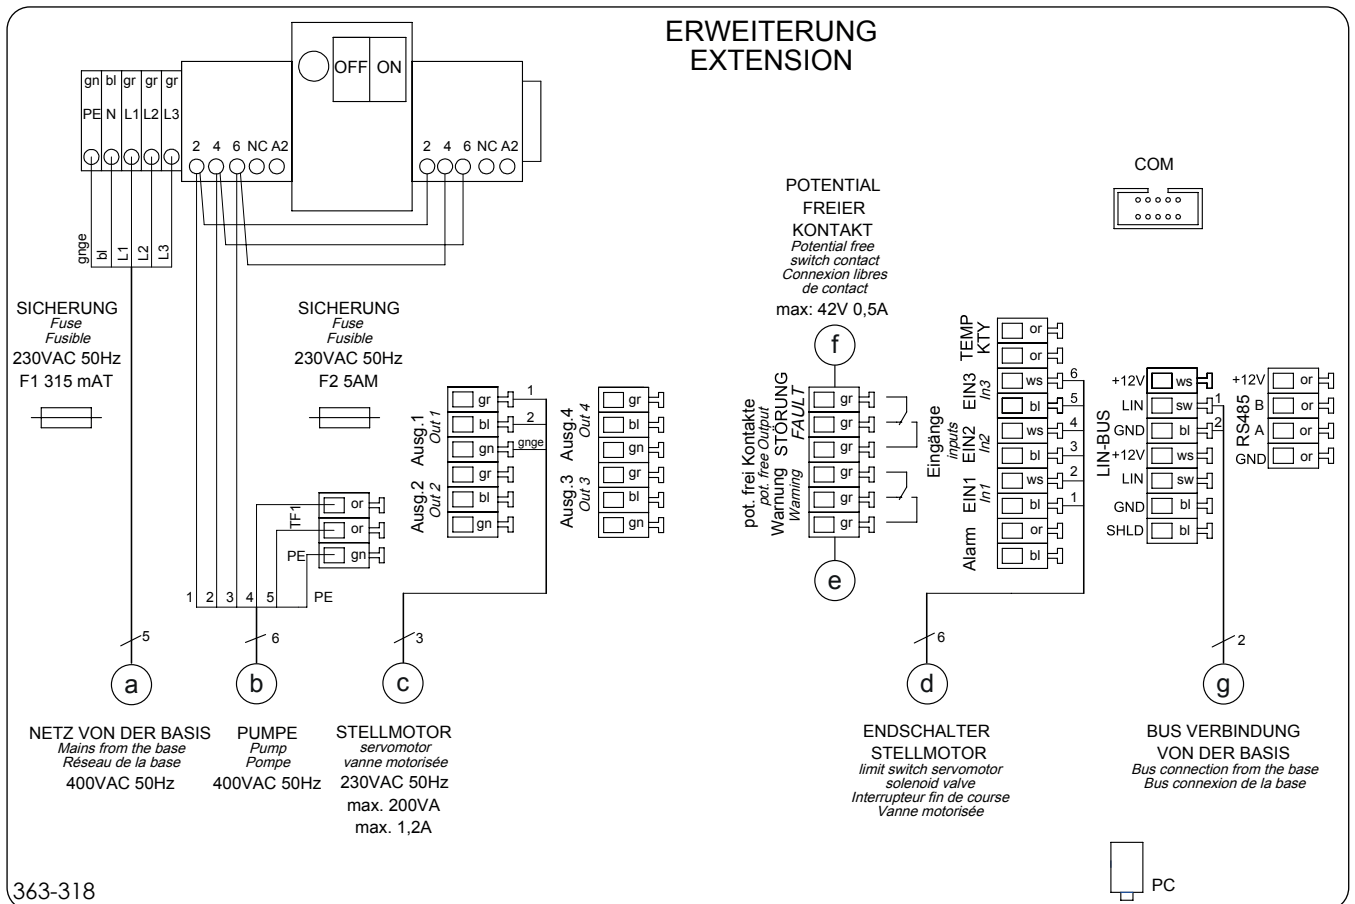 ERWEITERUNG
EXTENSION
OFF ON
gn bl gr gr gr
PE N L1 L2 L3
2 4 6 NC A2
2 4 6 NC A2
gnge bl L1 L2 L3
SICHERUNG
Fuse
Fusible
230VAC 50Hz
F1 315 mAT
SICHERUNG
Fuse
Fusible
230VAC 50Hz
F2 5AM
TF1
or
or
PE gn
1 2 3 4 5 PE
Ausg.1
Out 1
gr 1
bl 2
gn gnge
Ausg.2
Out 2
gr
bl
gn
Ausg.4
Out 4
gr
bl
gn
Ausg.3
Out 3
gr
bl
gn
POTENTIAL
FREIER
KONTAKT
Potential free
switch contact
Connexion libres
de contact
max: 42V 0,5A
f
pot. frei Kontakte
pot. free Output
STÖRUNG
FAULT
Warnung
Warning
gr
gr
gr
gr
gr
gr
e
COM
Eingänge
inputs
TEMP
KTY
or
or
EIN3
In3
ws 6
bl 5
EIN2
In2
ws 4
bl 3
EIN1
In1
ws 2
bl 1
Alarm
or
bl
LIN-BUS
+12V ws
LIN sw 1
GND bl 2
+12V ws
LIN sw
GND bl
SHLD bl
RS485
+12V or
B or
A or
GND or
5
6
3
6
2
a
b
c
d
g
NETZ VON DER BASIS
Mains from the base
Réseau de la base
400VAC 50Hz
PUMPE
Pump
Pompe
400VAC 50Hz
STELLMOTOR
servomotor
vanne motorisée
230VAC 50Hz
max. 200VA
max. 1,2A
ENDSCHALTER
STELLMOTOR
limit switch servomotor
solenoid valve
Interrupteur fin de course
Vanne motorisée
BUS VERBINDUNG
VON DER BASIS
Bus connection from the base
Bus connexion de la base
PC
363-318